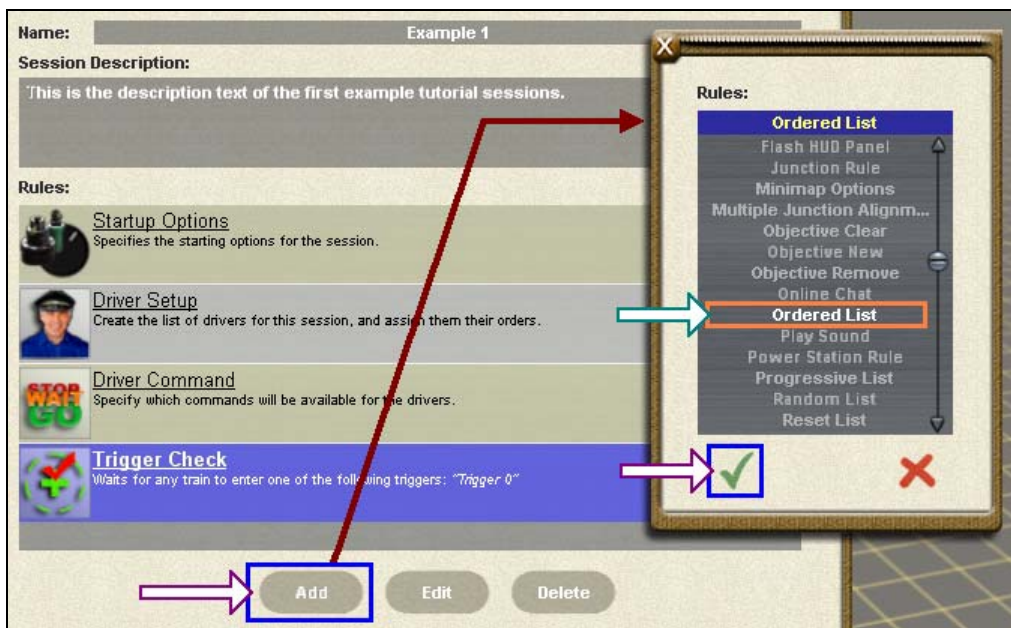 Name: Example 1
Session Description:
This is the description text of the first example tutorial sessions.
Rules:
Startup Options
Specifies the starting options for the session.
Driver Setup
Create the list of drivers for this session, and assign them their orders.
STOP
WAIT
GO
Driver Command
Specify which commands will be available for the drivers.
Trigger Check
Waits for any train to enter one of the following triggers: "Trigger 0"
Add Edit Delete
X
Rules:
Ordered List
Flash HUD Panel
Junction Rule
Minimap Options
Multiple Junction Alignm...
Objective Clear
Objective New
Objective Remove
Online Chat
Ordered List
Play Sound
Power Station Rule
Progressive List
Random List
Reset List